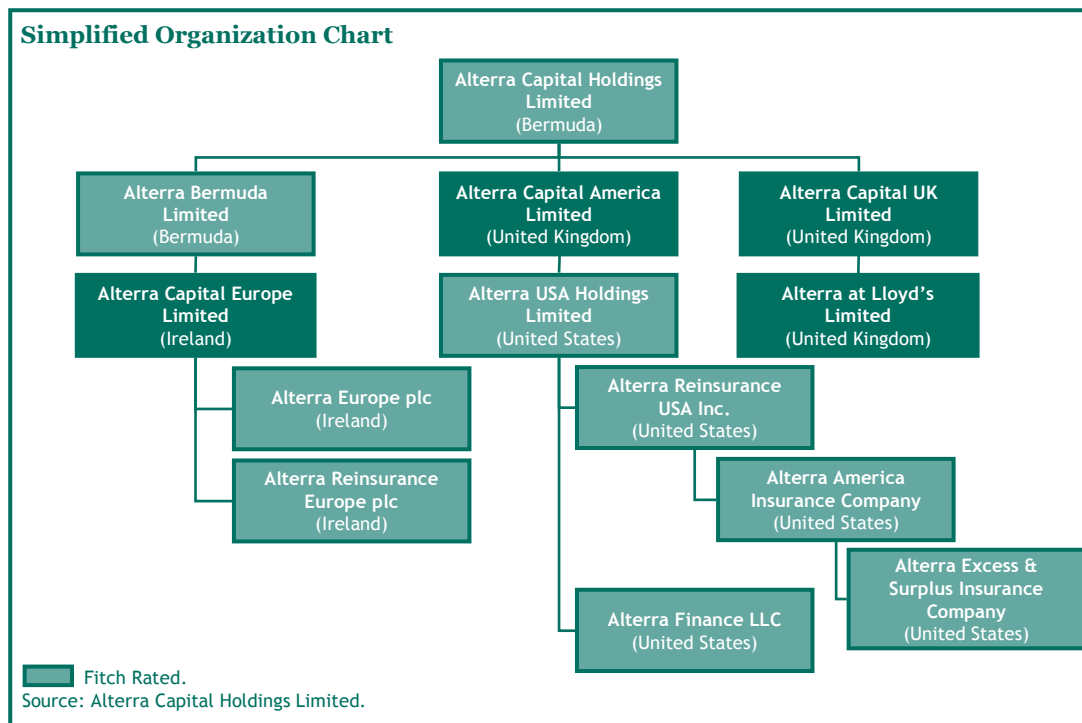 Simplified Organization Chart
Alterra Capital Holdings
Limited
(Bermuda)
Alterra Bermuda
Limited
(Bermuda)
Alterra Capital America
Limited
(United Kingdom)
Alterra Capital UK
Limited
(United Kingdom)
Alterra Capital Europe
Limited
(Ireland)
Alterra USA Holdings
Limited
(United States)
Alterra at Lloyd’s
Limited
(United Kingdom)
Alterra Europe plc
(Ireland)
Alterra Reinsurance
USA Inc.
(United States)
Alterra Reinsurance
Europe plc
(Ireland)
Alterra America
Insurance Company
(United States)
Alterra Excess &
Surplus Insurance
Company
(United States)
Alterra Finance LLC
(United States)
Fitch Rated.
Source: Alterra Capital Holdings Limited.